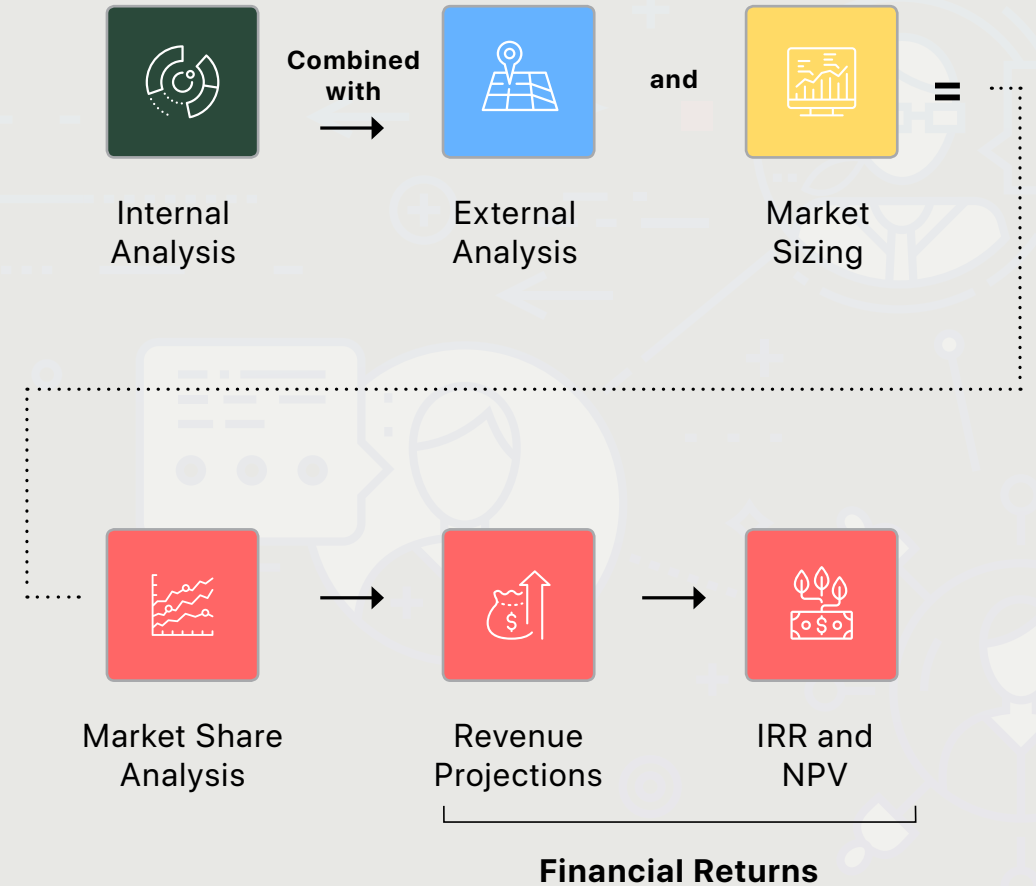 Combined
with
and
=
Internal
Analysis
External
Analysis
Market
Sizing
$
$
Market Share
Analysis
Revenue
Projections
IRR and
NPV
Financial Returns